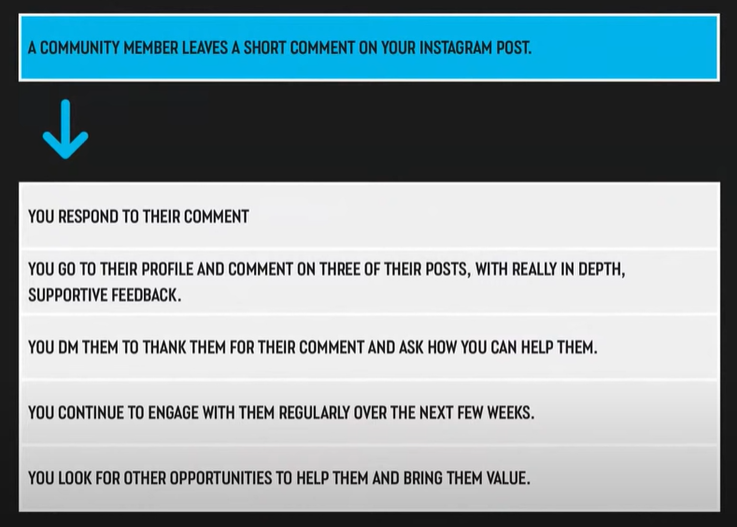 A COMMUNITY MEMBER LEAVES A SHORT COMMENT ON YOUR INSTAGRAM POST.
YOU RESPOND TO THEIR COMMENT
YOU GO TO THEIR PROFILE AND COMMENT ON THREE OF THEIR POSTS, WITH REALLY IN DEPTH,
SUPPORTIVE FEEDBACK.
YOU DM THEM TO THANK THEM FOR THEIR COMMENT AND ASK HOW YOU CAN HELP THEM.
YOU CONTINUE TO ENGAGE WITH THEM REGULARLY OVER THE NEXT FEW WEEKS.
YOU LOOK FOR OTHER OPPORTUNITIES TO HELP THEM AND BRING THEM VALUE.